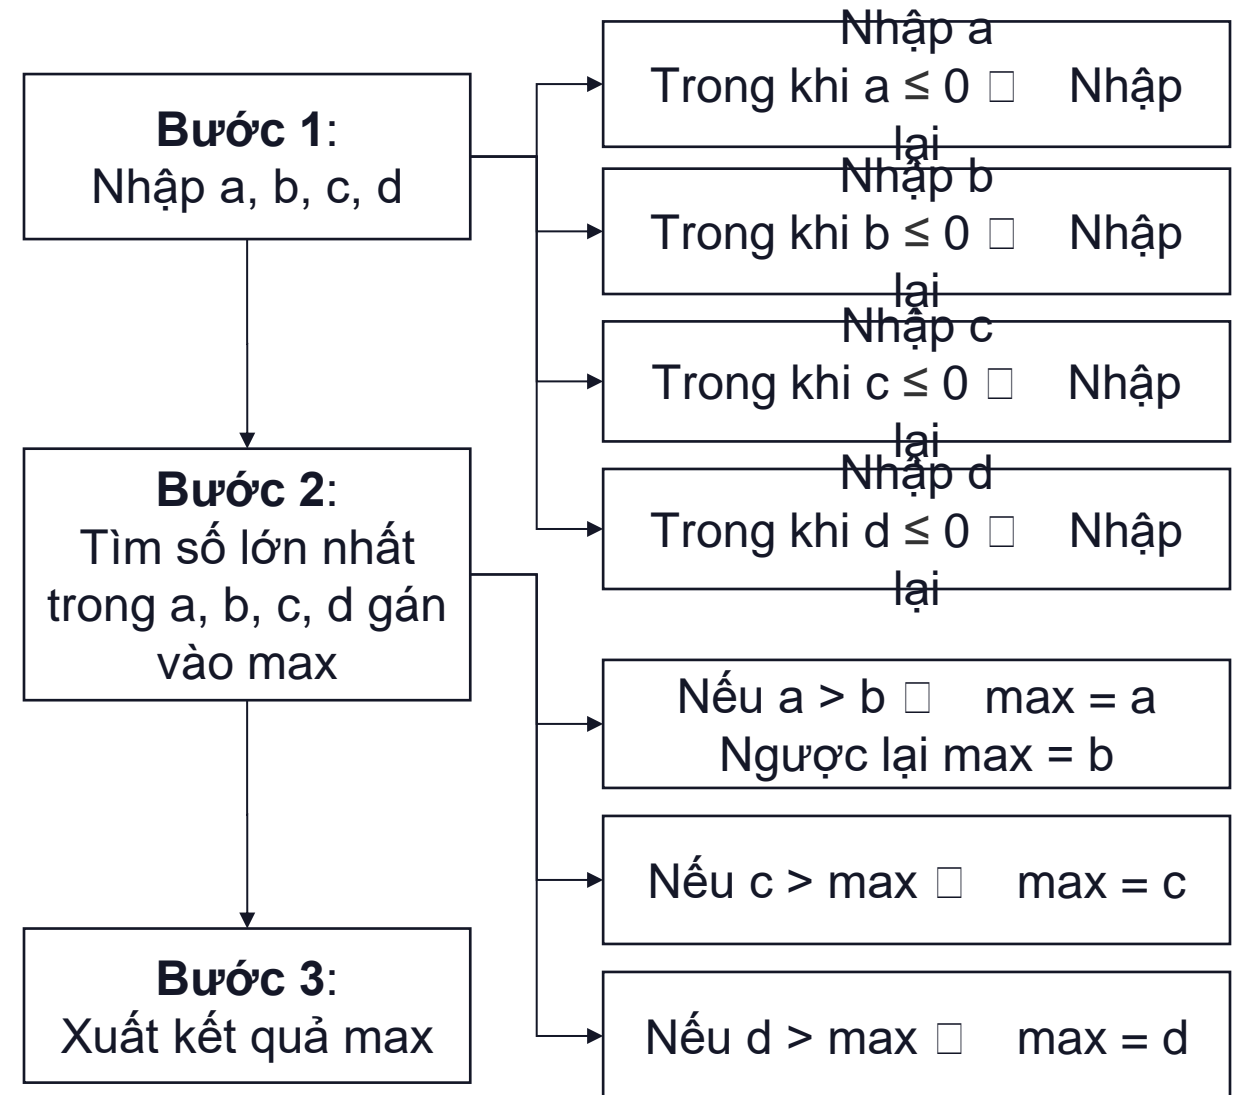 Bước 1:
Nhập a, b, c, d
Nhập a
Trong khi a ≤ 0 □ Nhập
lại
Nhập b
Trong khi b ≤ 0 □ Nhập
lại
Nhập c
Trong khi c ≤ 0 □ Nhập
lại
Nhập d
Trong khi d ≤ 0 □ Nhập
lại
Bước 2:
Tìm số lớn nhất
trong a, b, c, d gán
vào max
Nếu a > b □ max = a
Ngược lại max = b
Nếu c > max □ max = c
Nếu d > max □ max = d
Bước 3:
Xuất kết quả max